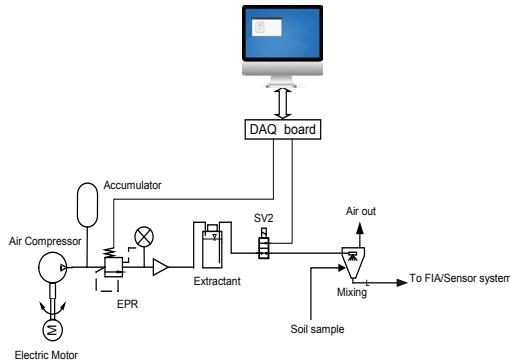 DAQ board
Accumulator
SV2
Air out
Air Compressor
EPR
Extractant
Mixing
To FIA/Sensor system
Soil sample
M
Electric Motor